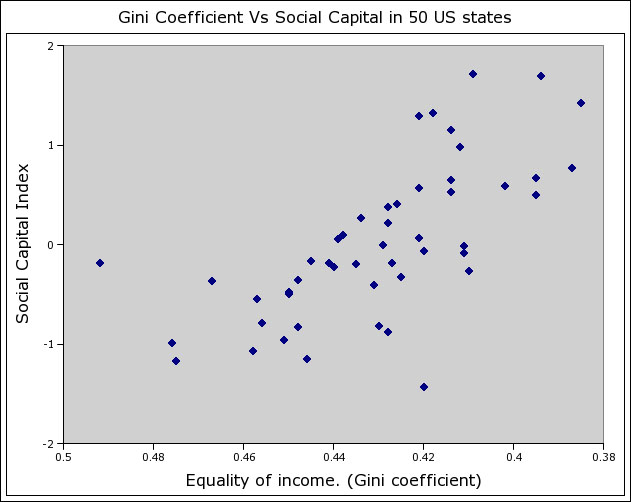 Gini Coefficient Vs Social Capital in 50 US states
2
1
0
-1
-2
Social Capital Index
0.5 0.48 0.46 0.44 0.42 0.4 0.38
Equality of income. (Gini coefficient)